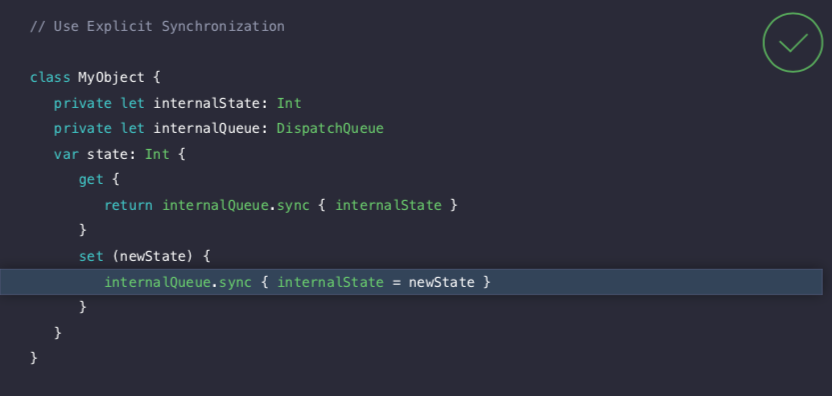 // Use Explicit Synchronization
class MyObject {
private let internalState: Int
private let internalQueue: DispatchQueue
var state: Int {
get {
return internalQueue.sync { internalState }
}
set (newState) {
internalQueue.sync { internalState = newState }
}
}
}